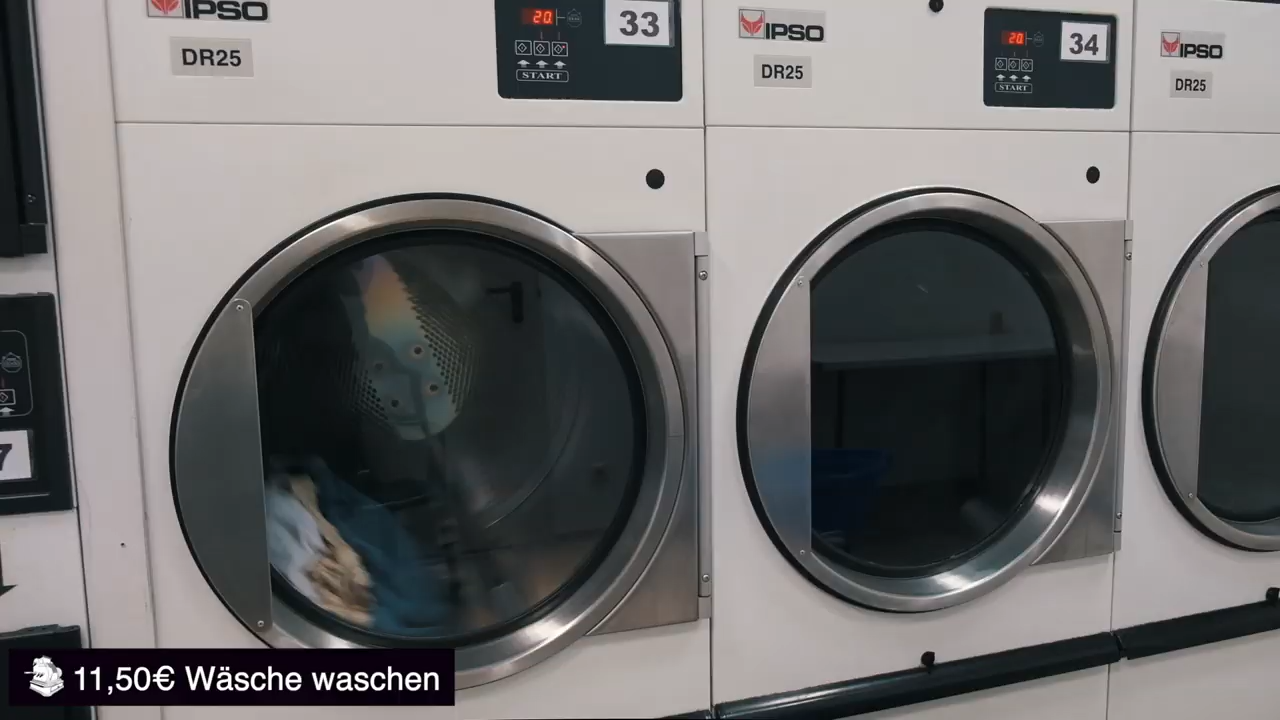 IPSO
DR25
20
33
START
IPSO
DR25
20
34
START
IPSO
DR25
7
11,50€ Wäsche waschen